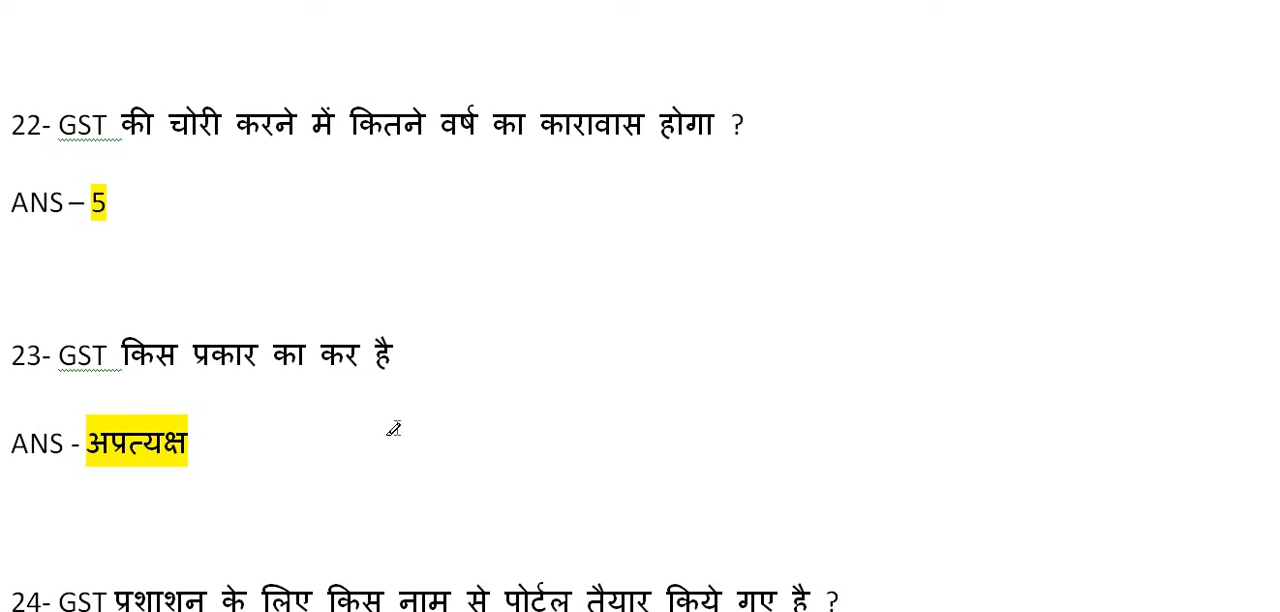 22- GST की चोरी करने में कितने वर्ष का कारावास होगा ?
ANS – 5
23- GST किस प्रकार का कर है
ANS - अप्रत्यक्ष
24- GST प्रशाशन के लिए किस नाम से पोर्टल तैयार किये गए है ?